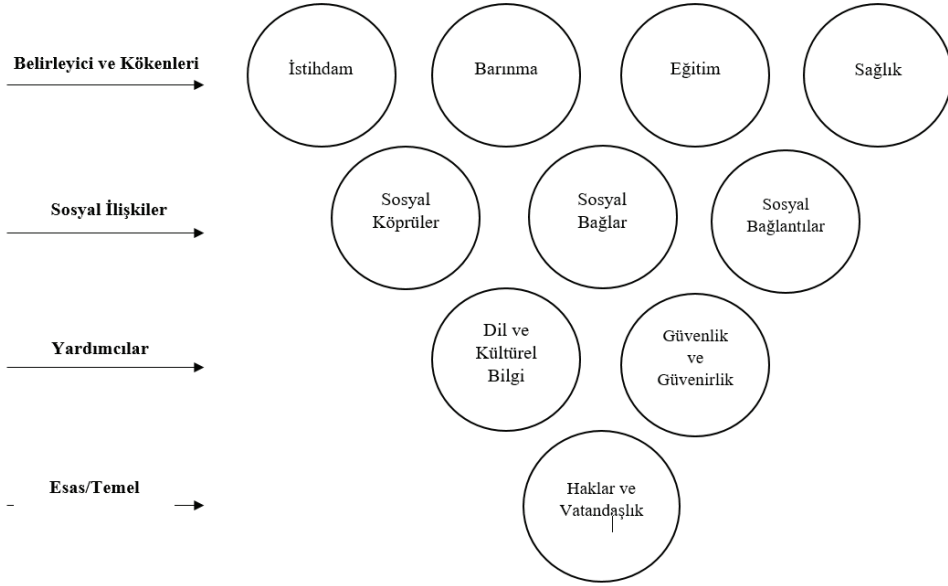 Belirleyici ve Kökenleri
İstihdam
Barınma
Eğitim
Sağlık
Sosyal İlişkiler
Sosyal
Köprüler
Sosyal
Bağlar
Sosyal
Bağlantılar
Yardımcılar
Dil ve
Kültürel
Bilgi
Güvenlik
ve
Güvenirlik
Esas/Temel
Haklar ve
Vatandaşlık